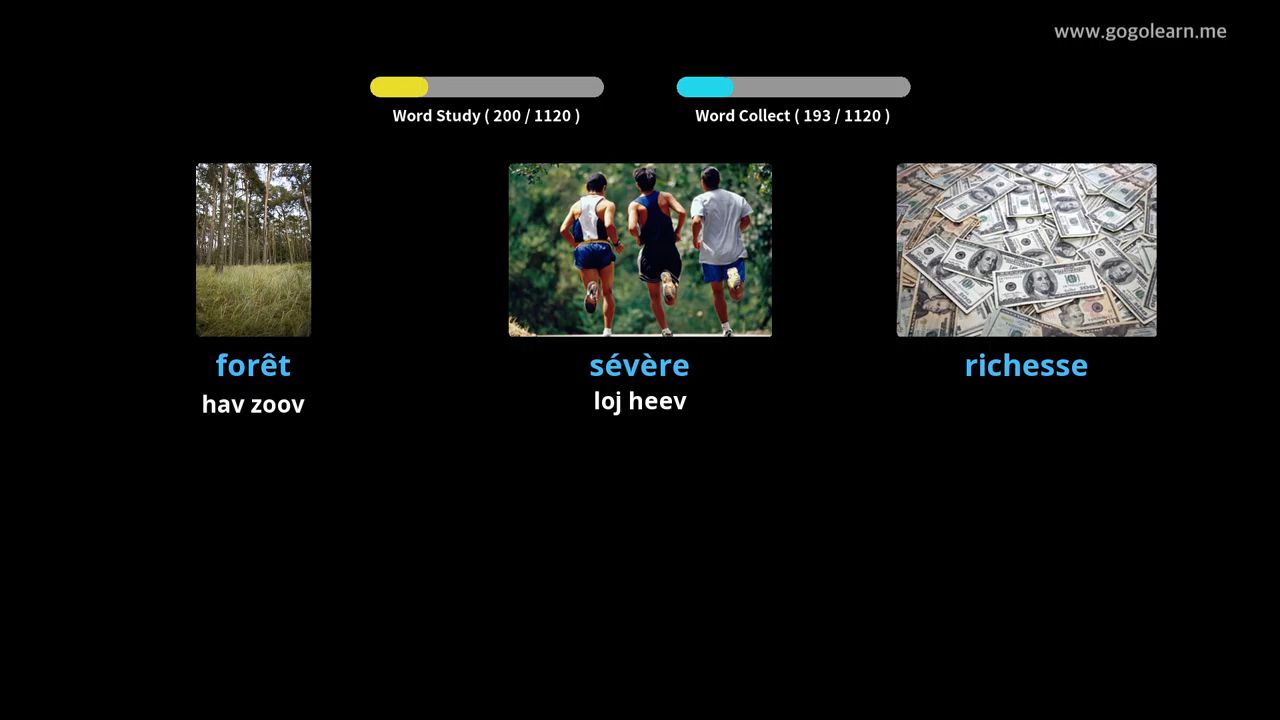 www.gogolearn.me
Word Study ( 200 / 1120 )
Word Collect ( 193 / 1120 )
forêt
hav zoov
sévère
loj heev
richesse